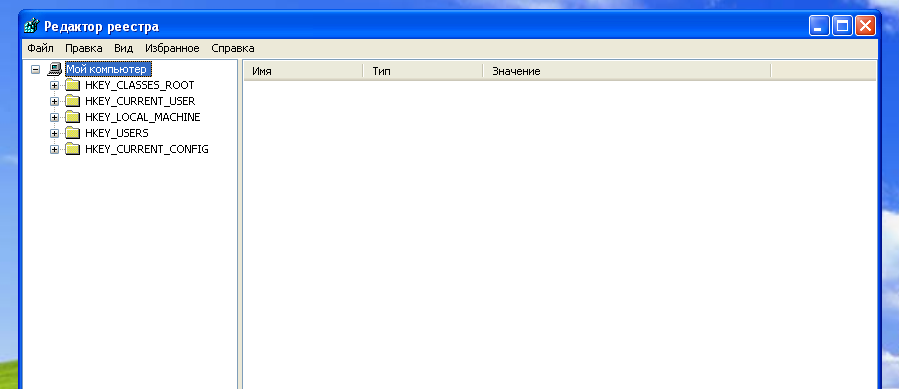 Редактор реестра
Файл Правка Вид Избранное Справка
Мой компьютер
HKEY_CLASSES_ROOT
HKEY_CURRENT_USER
HKEY_LOCAL_MACHINE
HKEY_USERS
HKEY_CURRENT_CONFIG
Имя Тип Значение